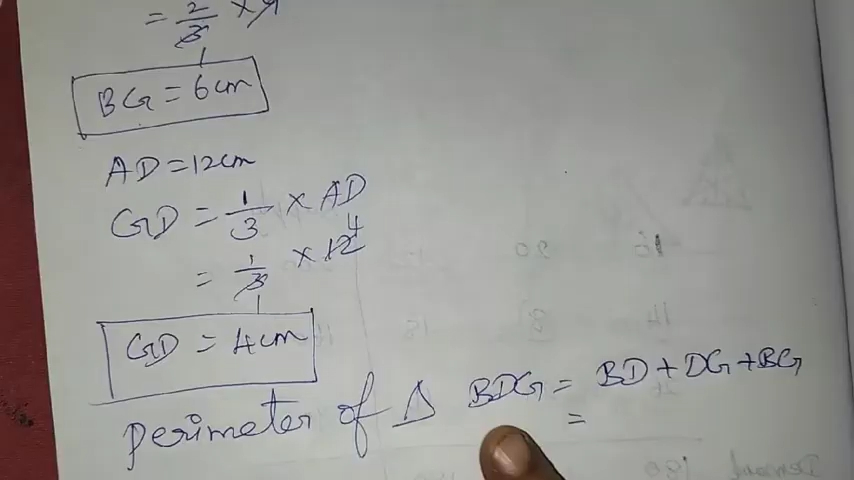 = 2/3 × 9
BG = 6cm
AD = 12cm
GD = 1/3 × AD
= 1/3 × 12 4
GD = 4cm
Perimeter of Δ BDG = BD + DG + BG
=